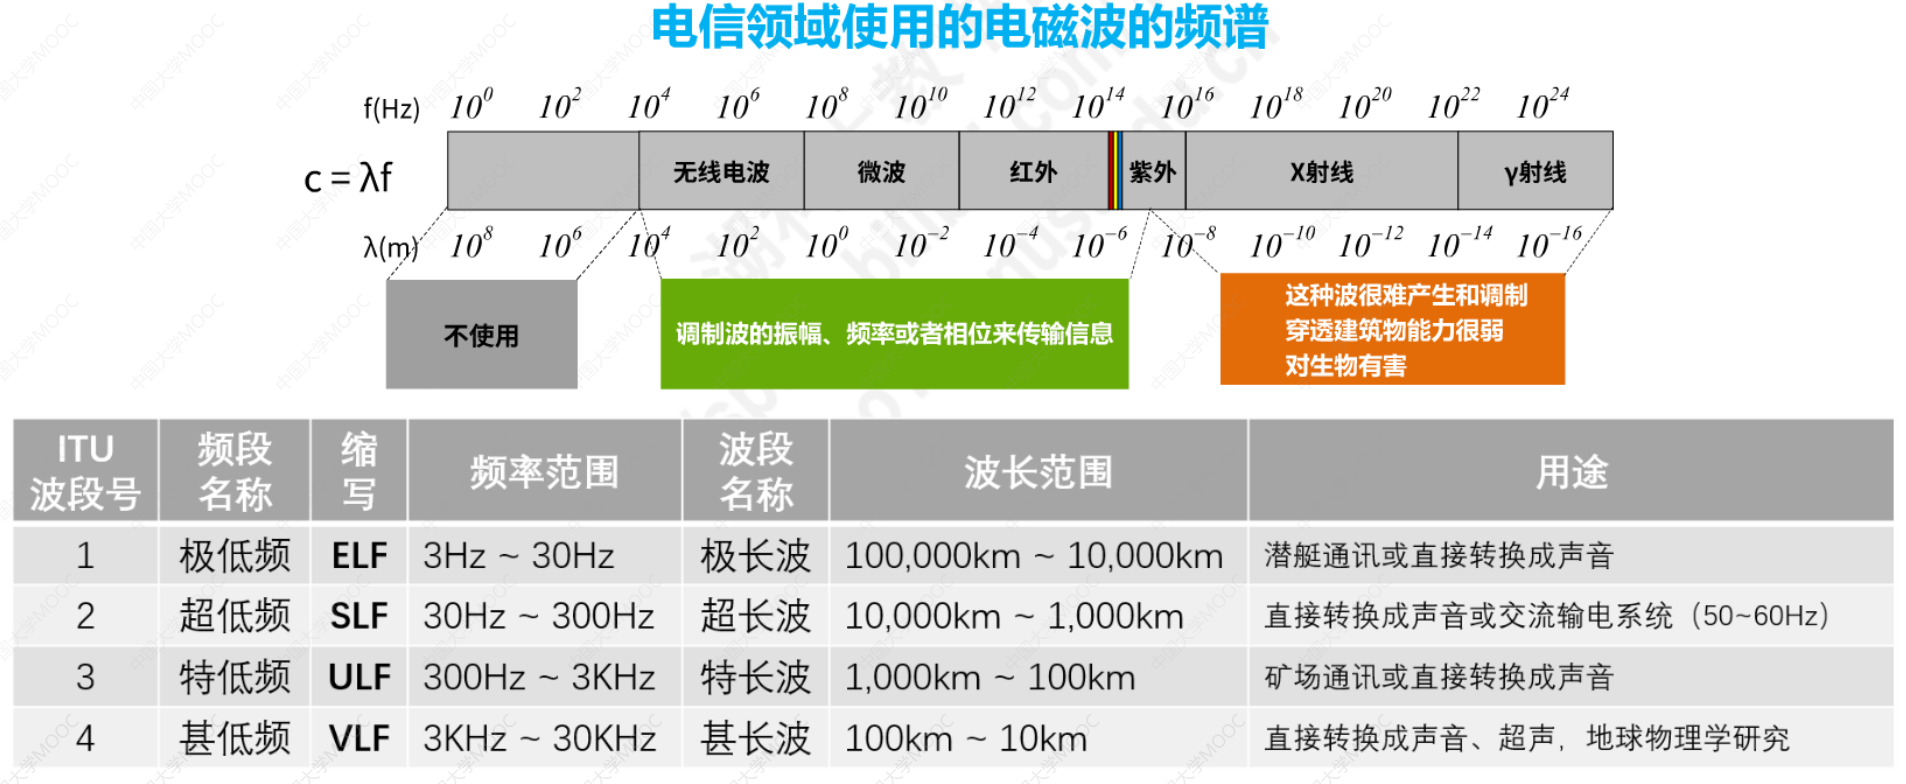 电信领域使用的电磁波的频谱
f(Hz) 10^0 10^2 10^4 10^6 10^8 10^10 10^12 10^14 10^16 10^18 10^20 10^22 10^24
c = λf 无线电波 微波 红外 紫外 X射线 γ射线
λ(m) 10^8 10^6 10^4 10^2 10^0 10^-2 10^-4 10^-6 10^-8 10^-10 10^-12 10^-14 10^-16
不使用
调制波的振幅、频率或者相位来传输信息
这种波很难产生和调制
穿透建筑物能力很弱
对生物有害
ITU波段号 频段名称 缩写 频率范围 波段名称 波长范围 用途
1 极低频 ELF 3Hz ~ 30Hz 极长波 100,000km ~ 10,000km 潜艇通讯或直接转换成声音
2 超低频 SLF 30Hz ~ 300Hz 超长波 10,000km ~ 1,000km 直接转换成声音或交流输电系统（50~60Hz）
3 特低频 ULF 300Hz ~ 3KHz 特长波 1,000km ~ 100km 矿场通讯或直接转换成声音
4 甚低频 VLF 3KHz ~ 30KHz 甚长波 100km ~ 10km 直接转换成声音、超声，地球物理学研究
中国大学MOOC